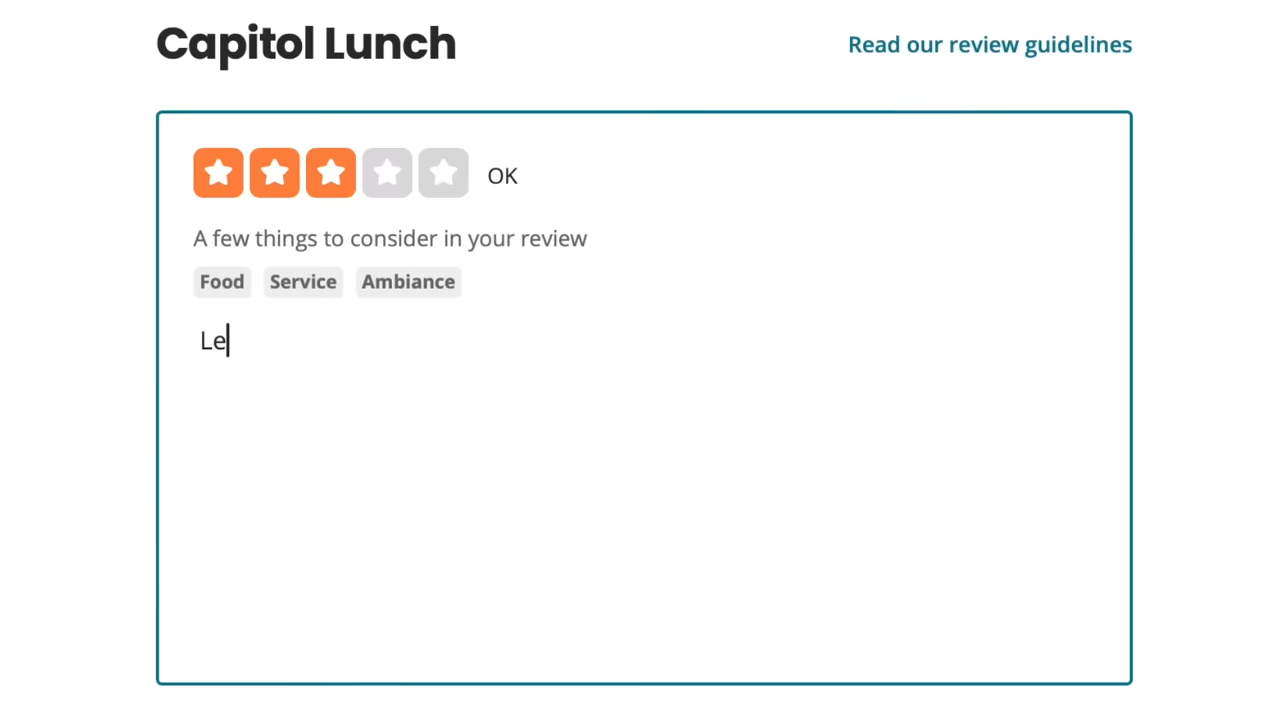 Capitol Lunch
Read our review guidelines
OK
A few things to consider in your review
Food Service Ambiance
Le